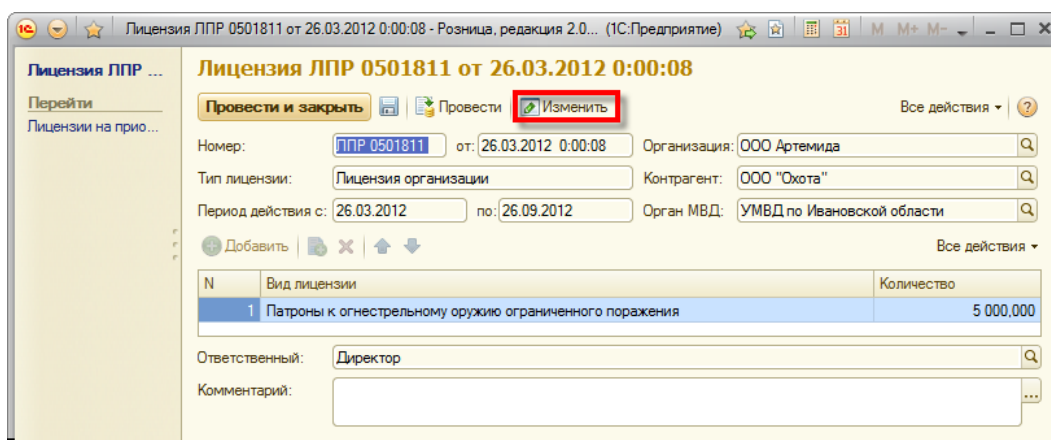 Лицензия ЛПР 0501811 от 26.03.2012 0:00:08 - Розница, редакция 2.0... (1С:Предприятие) 31 M M+ M-
Лицензия ЛПР ...
Перейти
Лицензии на прио...
Лицензия ЛПР 0501811 от 26.03.2012 0:00:08
Провести и закрыть Провести Изменить Все действия ?
Номер: ЛПР 0501811 от: 26.03.2012 0:00:08 Организация: ООО Артемида
Тип лицензии: Лицензия организации Контрагент: ООО "Охота"
Период действия с: 26.03.2012 по: 26.09.2012 Орган МВД: УМВД по Ивановской области
Добавить Все действия
N Вид лицензии Количество
1 Патроны к огнестрельному оружию ограниченного поражения 5 000,000
Ответственный: Директор
Комментарий: ...